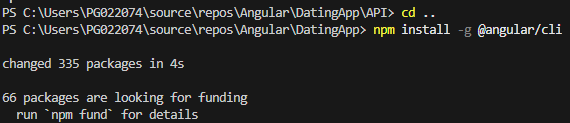 PS C:\Users\PG022074\source\repos\Angular\DatingApp\API> cd ..
PS C:\Users\PG022074\source\repos\Angular\DatingApp> npm install -g @angular/cli
changed 335 packages in 4s
66 packages are looking for funding
run `npm fund` for details